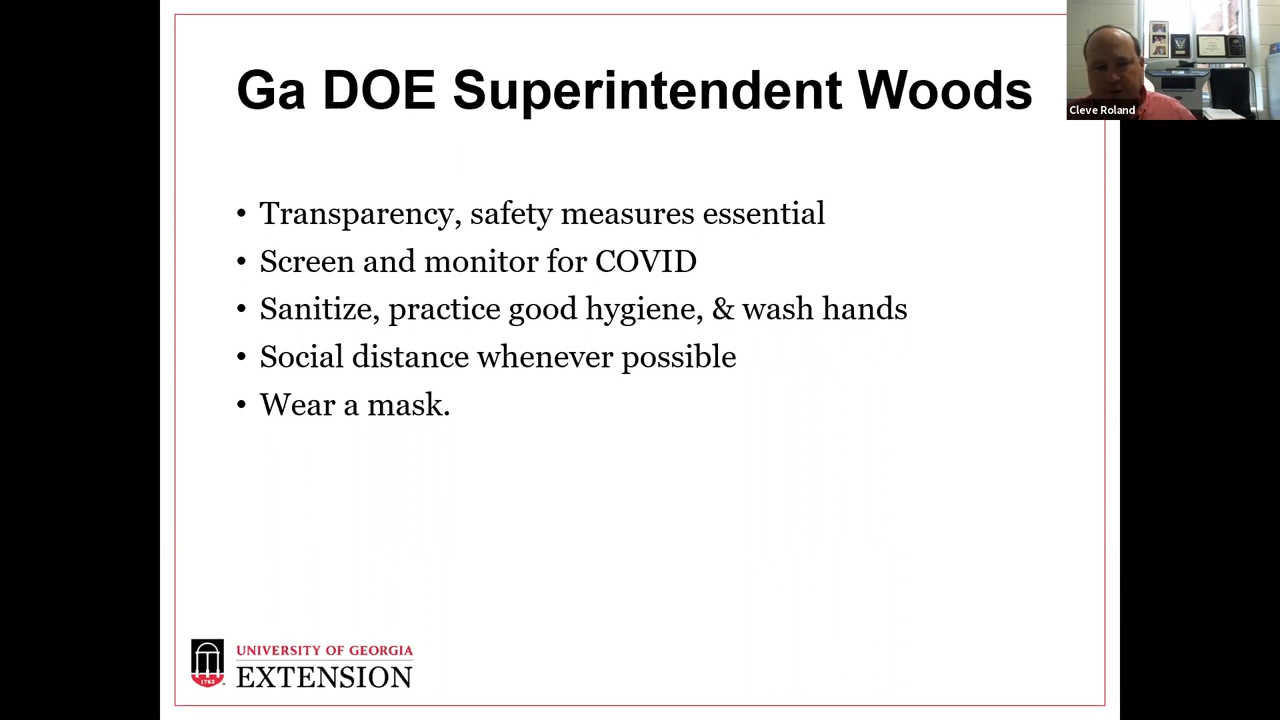 Ga DOE Superintendent Woods
Cleve Roland
• Transparency, safety measures essential
• Screen and monitor for COVID
• Sanitize, practice good hygiene, & wash hands
• Social distance whenever possible
• Wear a mask.
UNIVERSITY OF GEORGIA
EXTENSION
1785